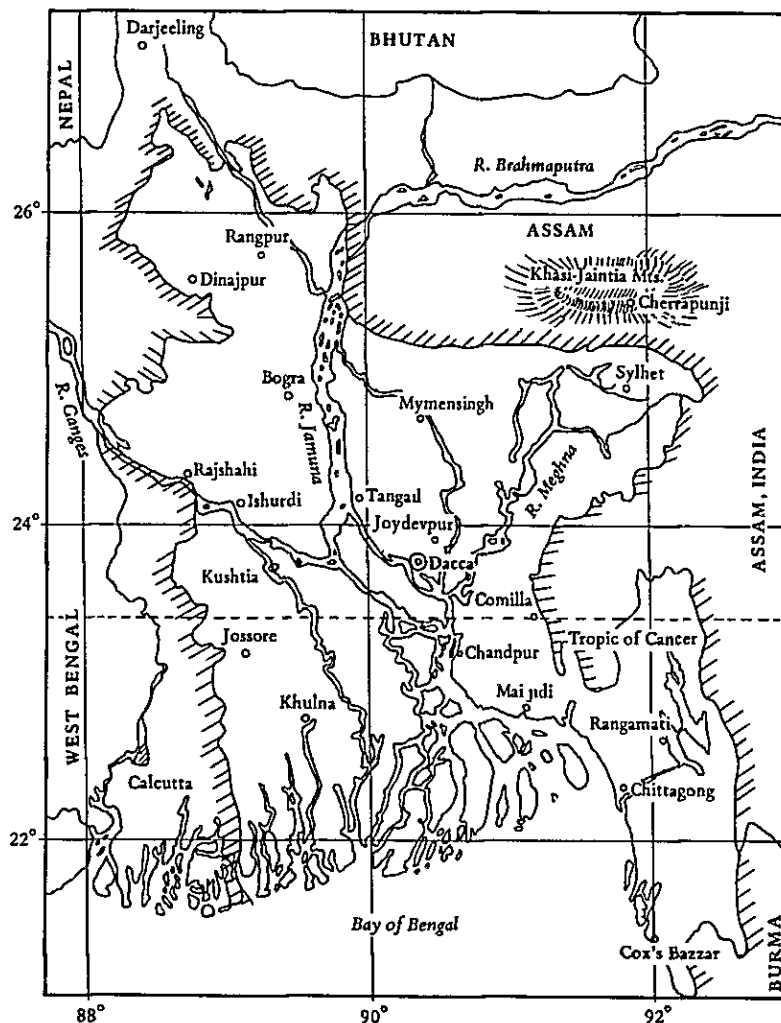 Darjeeling
BHUTAN
NEPAL
R. Brahmaputra
26°
ASSAM
Rangpur
Khasi-Jaintia Mts.
Dinajpur
Cherrapunji
R. Ganges
Bogra
R. Jamuna
Mymensingh
Sylhet
R. Meghna
Rajshahi
Ishurdi
Tangail
24°
Joydevpur
ASSAM, INDIA
Dacca
Kushtia
Comilla
Jossore
Tropic of Cancer
Chandpur
WEST BENGAL
Khulna
Maijdi
Rangamati
Calcutta
Chittagong
22°
Bay of Bengal
Cox's Bazzar
BURMA
88°
90°
92°